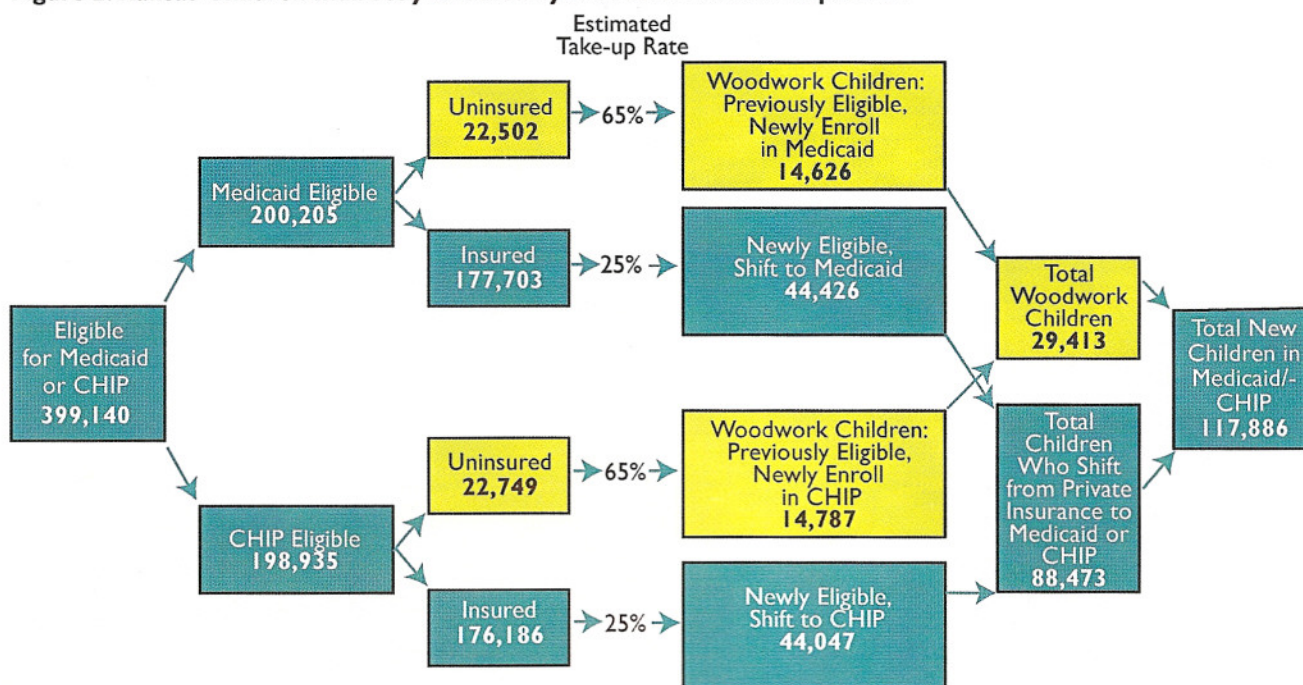 Estimated
Take-up Rate
Uninsured
22,502
65%
Woodwork Children:
Previously Eligible,
Newly Enroll
in Medicaid
14,626
Medicaid Eligible
200,205
Insured
177,703
25%
Newly Eligible,
Shift to Medicaid
44,426
Eligible
for Medicaid
or CHIP
399,140
Total
Woodwork
Children
29,413
Total New
Children in
Medicaid/-
CHIP
117,886
Uninsured
22,749
65%
Woodwork Children:
Previously Eligible,
Newly Enroll
in CHIP
14,787
Total
Children
Who Shift
from Private
Insurance to
Medicaid or
CHIP
88,473
CHIP Eligible
198,935
Insured
176,186
25%
Newly Eligible,
Shift to CHIP
44,047